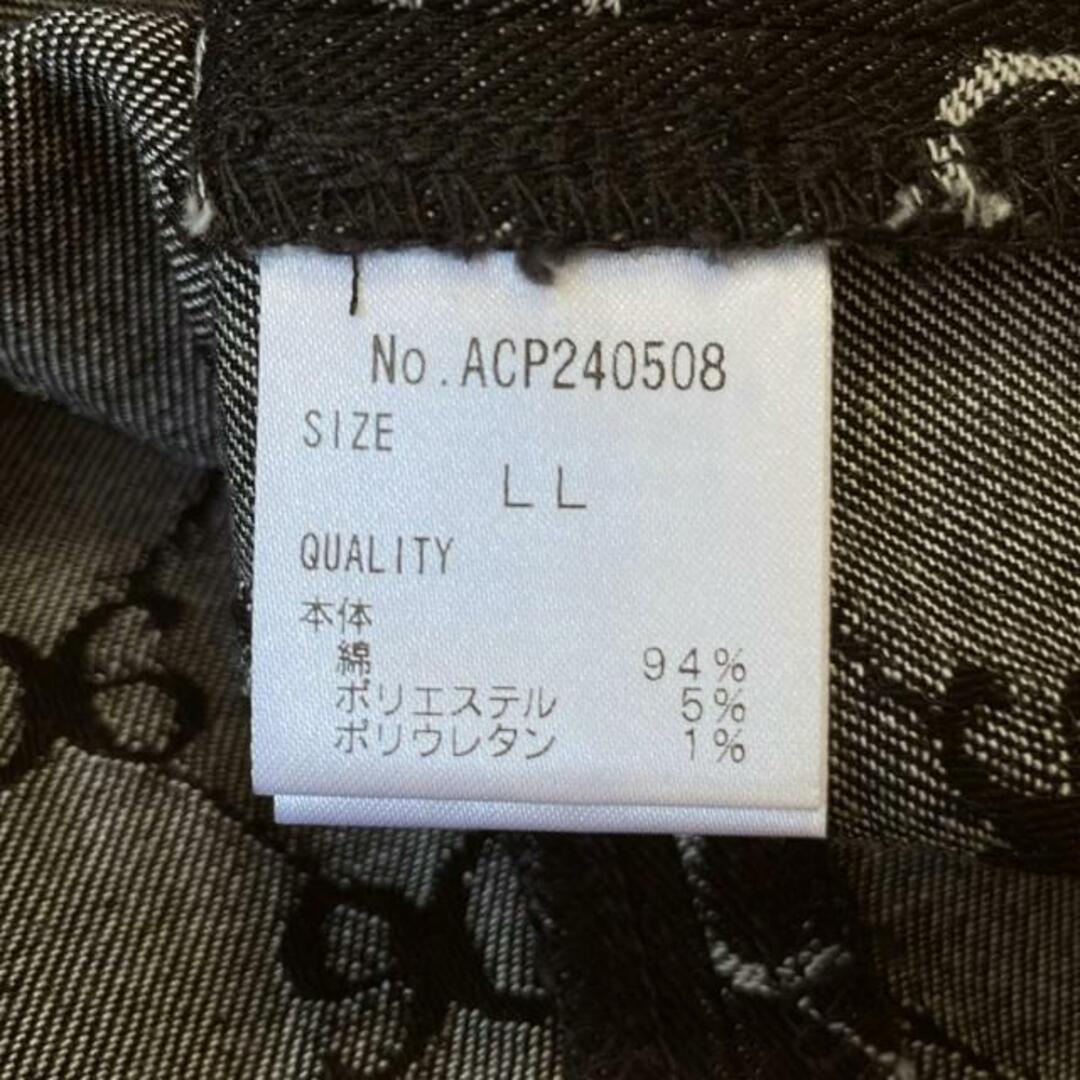 No.ACP240508
SIZE
LL
QUALITY
本体
綿 94%
ポリエステル 5%
ポリウレタン 1%